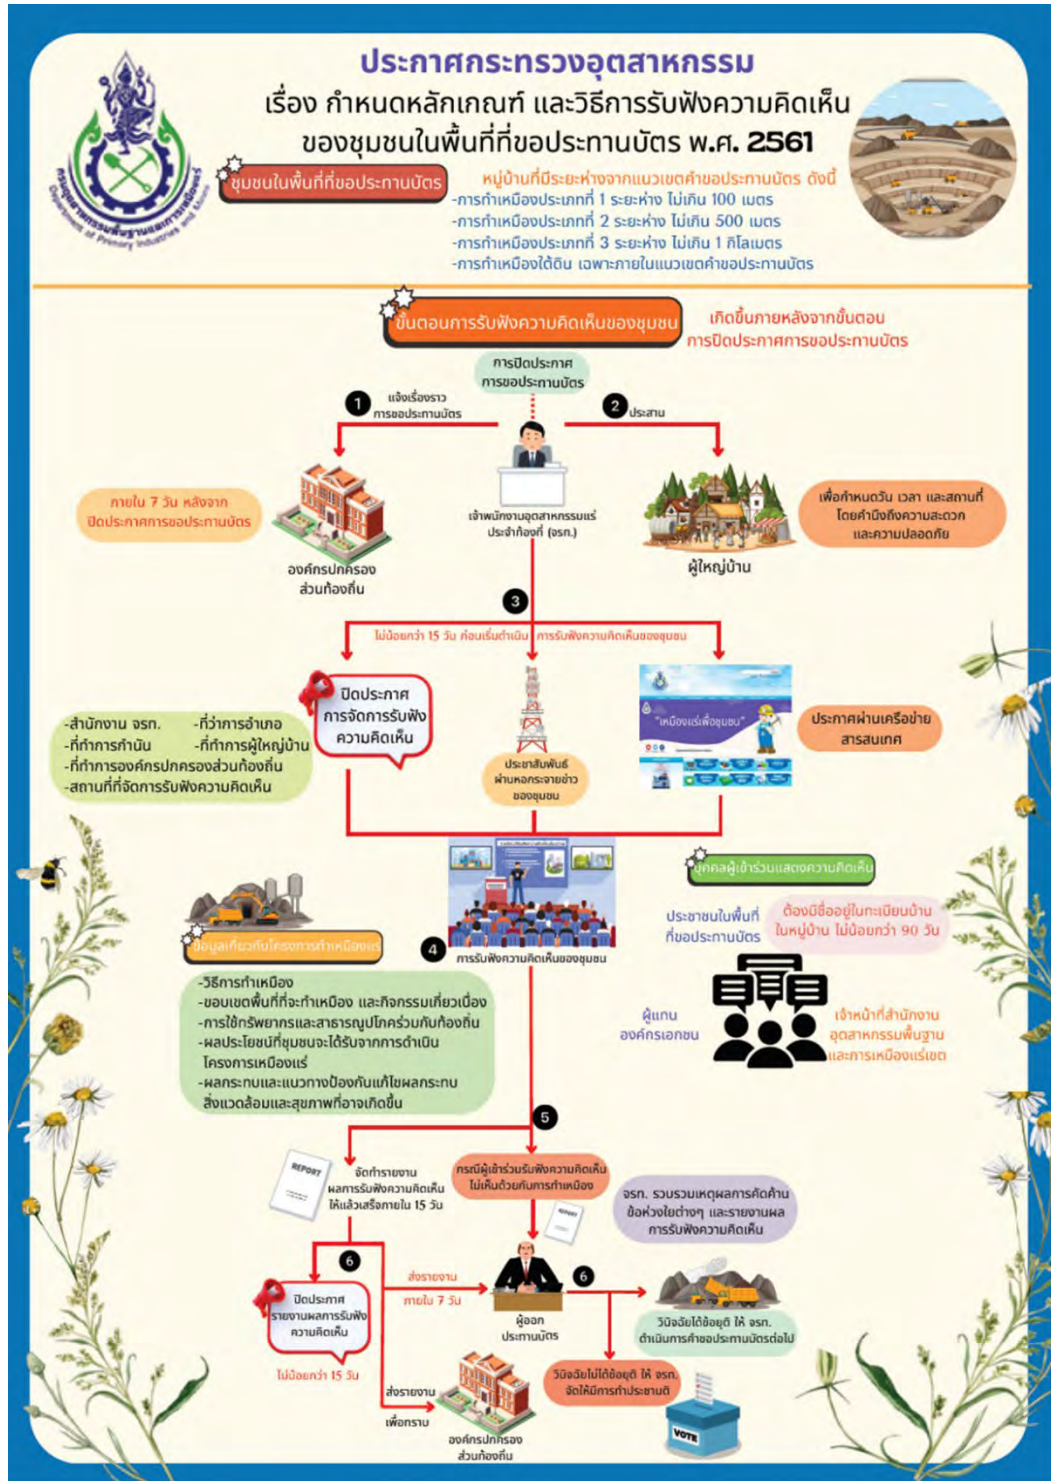 ประกาศกระทรวงอุตสาหกรรม
เรื่อง กำหนดหลักเกณฑ์ และวิธีการรับฟังความคิดเห็น
ของชุมชนในพื้นที่ที่ขอประทานบัตร พ.ศ. 2561
กรมอุตสาหกรรมพื้นฐานและการเหมืองแร่
Department of Primary Industries and Mines
ชุมชนในพื้นที่ที่ขอประทานบัตร
หมู่บ้านที่มีระยะห่างจากแนวเขตคำขอประทานบัตร ดังนี้
-การทำเหมืองประเภทที่ 1 ระยะห่าง ไม่เกิน 100 เมตร
-การทำเหมืองประเภทที่ 2 ระยะห่าง ไม่เกิน 500 เมตร
-การทำเหมืองประเภทที่ 3 ระยะห่าง ไม่เกิน 1 กิโลเมตร
-การทำเหมืองใต้ดิน เฉพาะภายในแนวเขตคำขอประทานบัตร
ขั้นตอนการรับฟังความคิดเห็นของชุมชน
เกิดขึ้นภายหลังจากขั้นตอน
การปิดประกาศการขอประทานบัตร
การปิดประกาศ
การขอประทานบัตร
1
แจ้งเรื่องราว
การขอประทานบัตร
2
ประสาน
ภายใน 7 วัน หลังจาก
ปิดประกาศการขอประทานบัตร
องค์กรปกครอง
ส่วนท้องถิ่น
เจ้าพนักงานอุตสาหกรรมแร่
ประจำท้องที่ (จรท.)
ผู้ใหญ่บ้าน
เพื่อกำหนดวัน เวลา และสถานที่
โดยคำนึงถึงความสะดวก
และความปลอดภัย
3
ไม่น้อยกว่า 15 วัน ก่อนเริ่มดำเนิน การรับฟังความคิดเห็นของชุมชน
-สำนักงาน จรท. -ที่ว่าการอำเภอ
-ที่ทำการกำนัน -ที่ทำการผู้ใหญ่บ้าน
-ที่ทำการองค์กรปกครองส่วนท้องถิ่น
-สถานที่ที่จัดการรับฟังความคิดเห็น
ปิดประกาศ
การจัดการรับฟัง
ความคิดเห็น
ประชาสัมพันธ์
ผ่านหอกระจายข่าว
ของชุมชน
"เหมืองแร่เพื่อชุมชน"
ประกาศผ่านเครือข่าย
สารสนเทศ
4
การรับฟังความคิดเห็นของชุมชน
บุคคลผู้เข้าร่วมแสดงความคิดเห็น
ประชาชนในพื้นที่
ที่ขอประทานบัตร
ต้องมีชื่ออยู่ในทะเบียนบ้าน
ในหมู่บ้าน ไม่น้อยกว่า 90 วัน
ผู้แทน
องค์กรเอกชน
เจ้าหน้าที่สำนักงาน
อุตสาหกรรมพื้นฐาน
และการเหมืองแร่เขต
ข้อมูลเกี่ยวกับโครงการทำเหมืองแร่
-วิธีการทำเหมือง
-ขอบเขตพื้นที่ที่จะทำเหมือง และกิจกรรมเกี่ยวเนื่อง
-การใช้ทรัพยากรและสาธารณูปโภคร่วมกับท้องถิ่น
-ผลประโยชน์ที่ชุมชนจะได้รับจากการดำเนิน
โครงการเหมืองแร่
-ผลกระทบและแนวทางป้องกันแก้ไขผลกระทบ
สิ่งแวดล้อมและสุขภาพที่อาจเกิดขึ้น
5
REPORT
จัดทำรายงาน
ผลการรับฟังความคิดเห็น
ให้แล้วเสร็จภายใน 15 วัน
กรณีผู้เข้าร่วมรับฟังความคิดเห็น
ไม่เห็นด้วยกับการทำเหมือง
REPORT
จรท. รวบรวมเหตุผลการคัดค้าน
ข้อห่วงใยต่างๆ และรายงานผล
การรับฟังความคิดเห็น
6
ปิดประกาศ
รายงานผลการรับฟัง
ความคิดเห็น
ไม่น้อยกว่า 15 วัน
ส่งรายงาน
ภายใน 7 วัน
ผู้ออก
ประทานบัตร
6
วินิจฉัยได้ข้อยุติ ให้ จรท.
ดำเนินการคำขอประทานบัตรต่อไป
วินิจฉัยไม่ได้ข้อยุติ ให้ จรท.
จัดให้มีการทำประชามติ
ส่งรายงาน
เพื่อทราบ
องค์กรปกครอง
ส่วนท้องถิ่น
VOTE